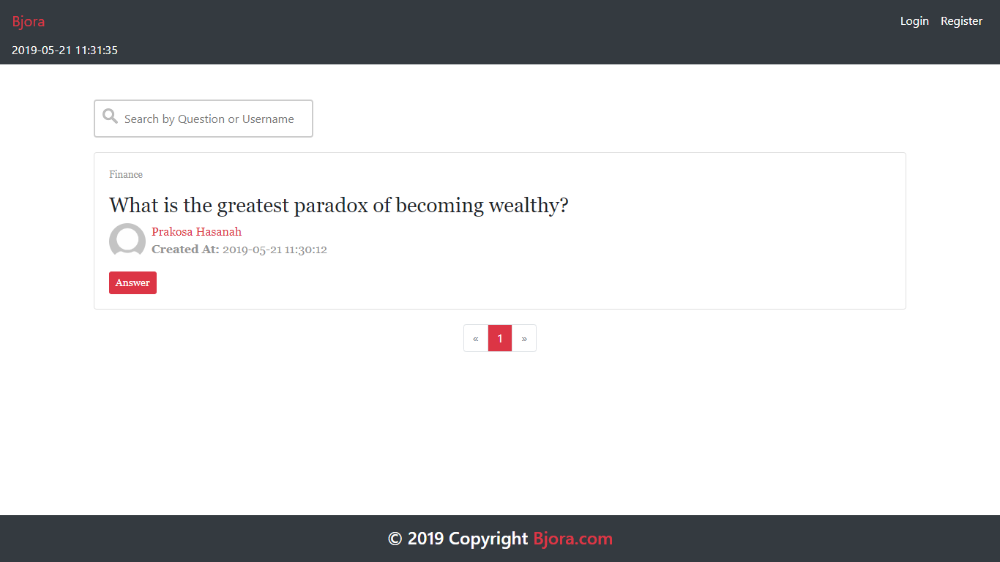 Bjora
Login Register
2019-05-21 11:31:35
Search by Question or Username
Finance
What is the greatest paradox of becoming wealthy?
Prakosa Hasanah
Created At: 2019-05-21 11:30:12
Answer
« 1 »
© 2019 Copyright Bjora.com